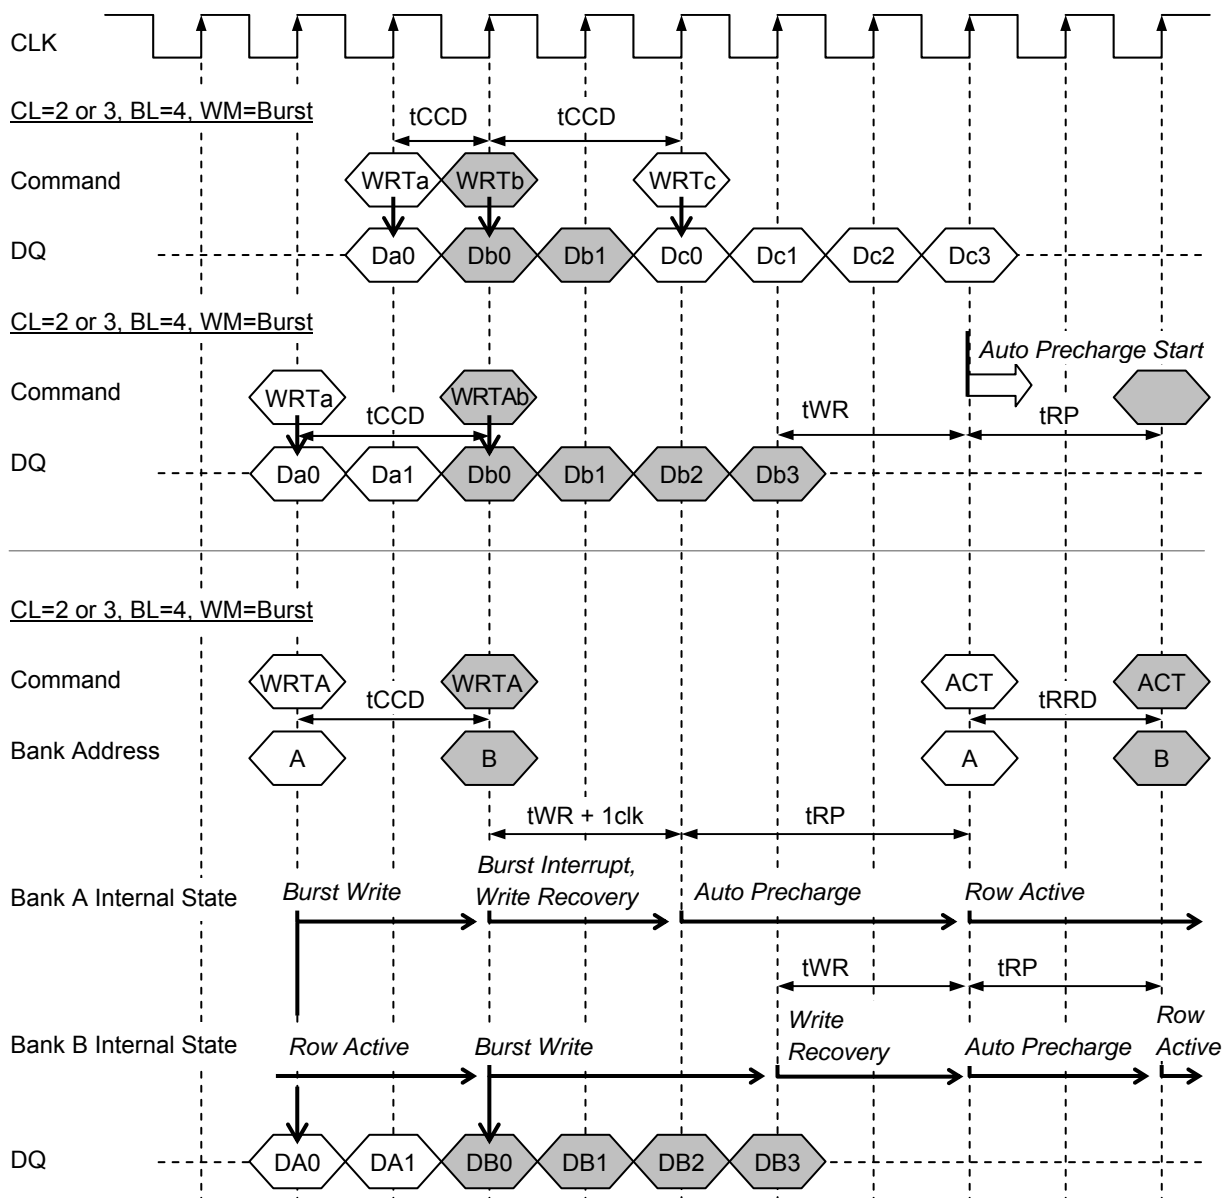 CLK
CL=2 or 3, BL=4, WM=Burst
tCCD tCCD
Command WRTa WRTb WRTc
DQ Da0 Db0 Db1 Dc0 Dc1 Dc2 Dc3
CL=2 or 3, BL=4, WM=Burst
Auto Precharge Start
Command WRTa WRTAb
tCCD tWR tRP
DQ Da0 Da1 Db0 Db1 Db2 Db3
CL=2 or 3, BL=4, WM=Burst
Command WRTA WRTA ACT ACT
tCCD tRRD
Bank Address A B A B
tWR + 1clk tRP
Burst Interrupt,
Bank A Internal State Burst Write Write Recovery Auto Precharge Row Active
tWR tRP
Write Row
Bank B Internal State Row Active Burst Write Recovery Auto Precharge Active
DQ DA0 DA1 DB0 DB1 DB2 DB3